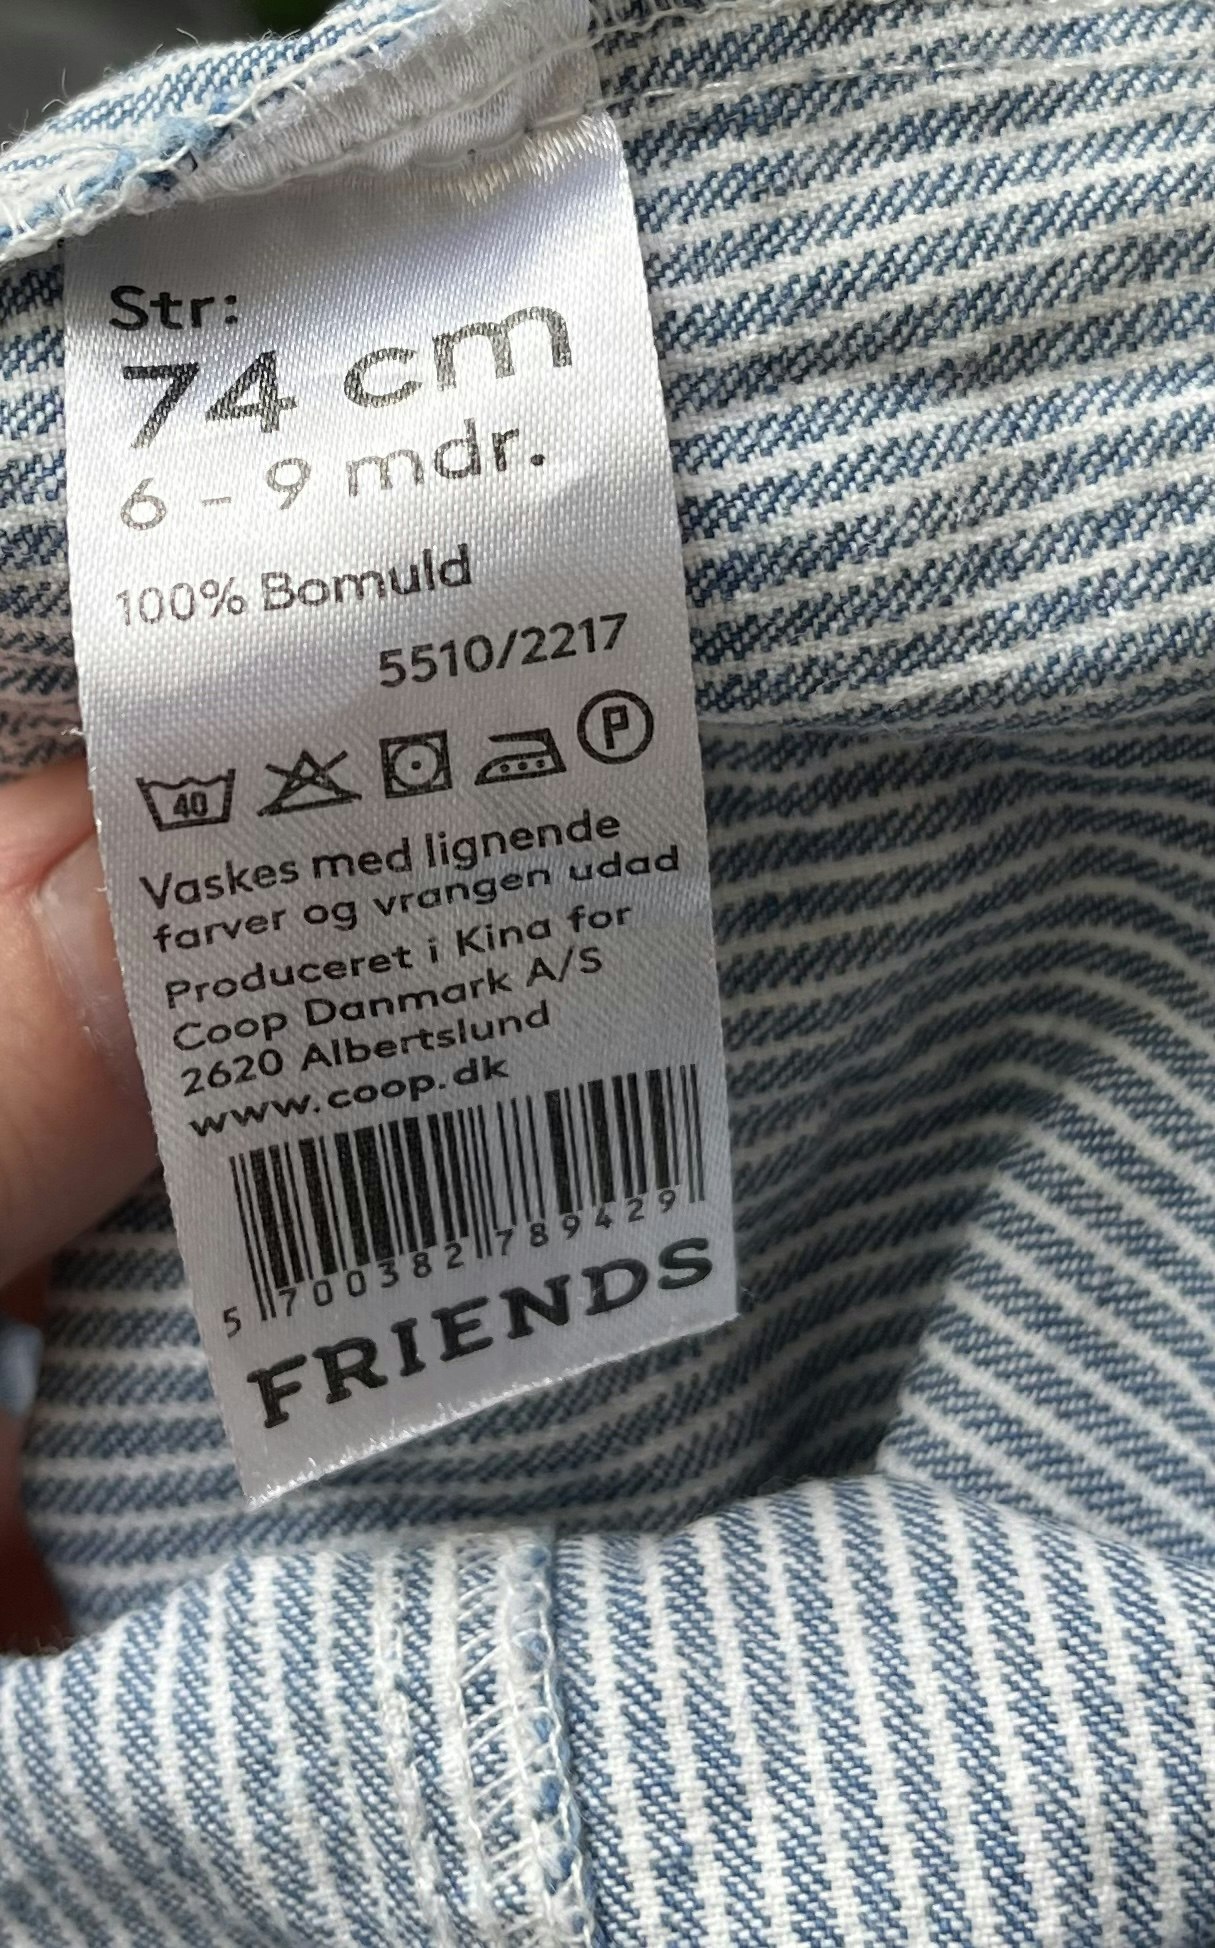 Str:
74 cm
6 - 9 mdr.
100% Bomuld
5510/2217
40
P
Vaskes med lignende
farver og vrangen udad
Produceret i Kina for
Coop Danmark A/S
2620 Albertslund
www.coop.dk
5 700382 789429
FRIENDS